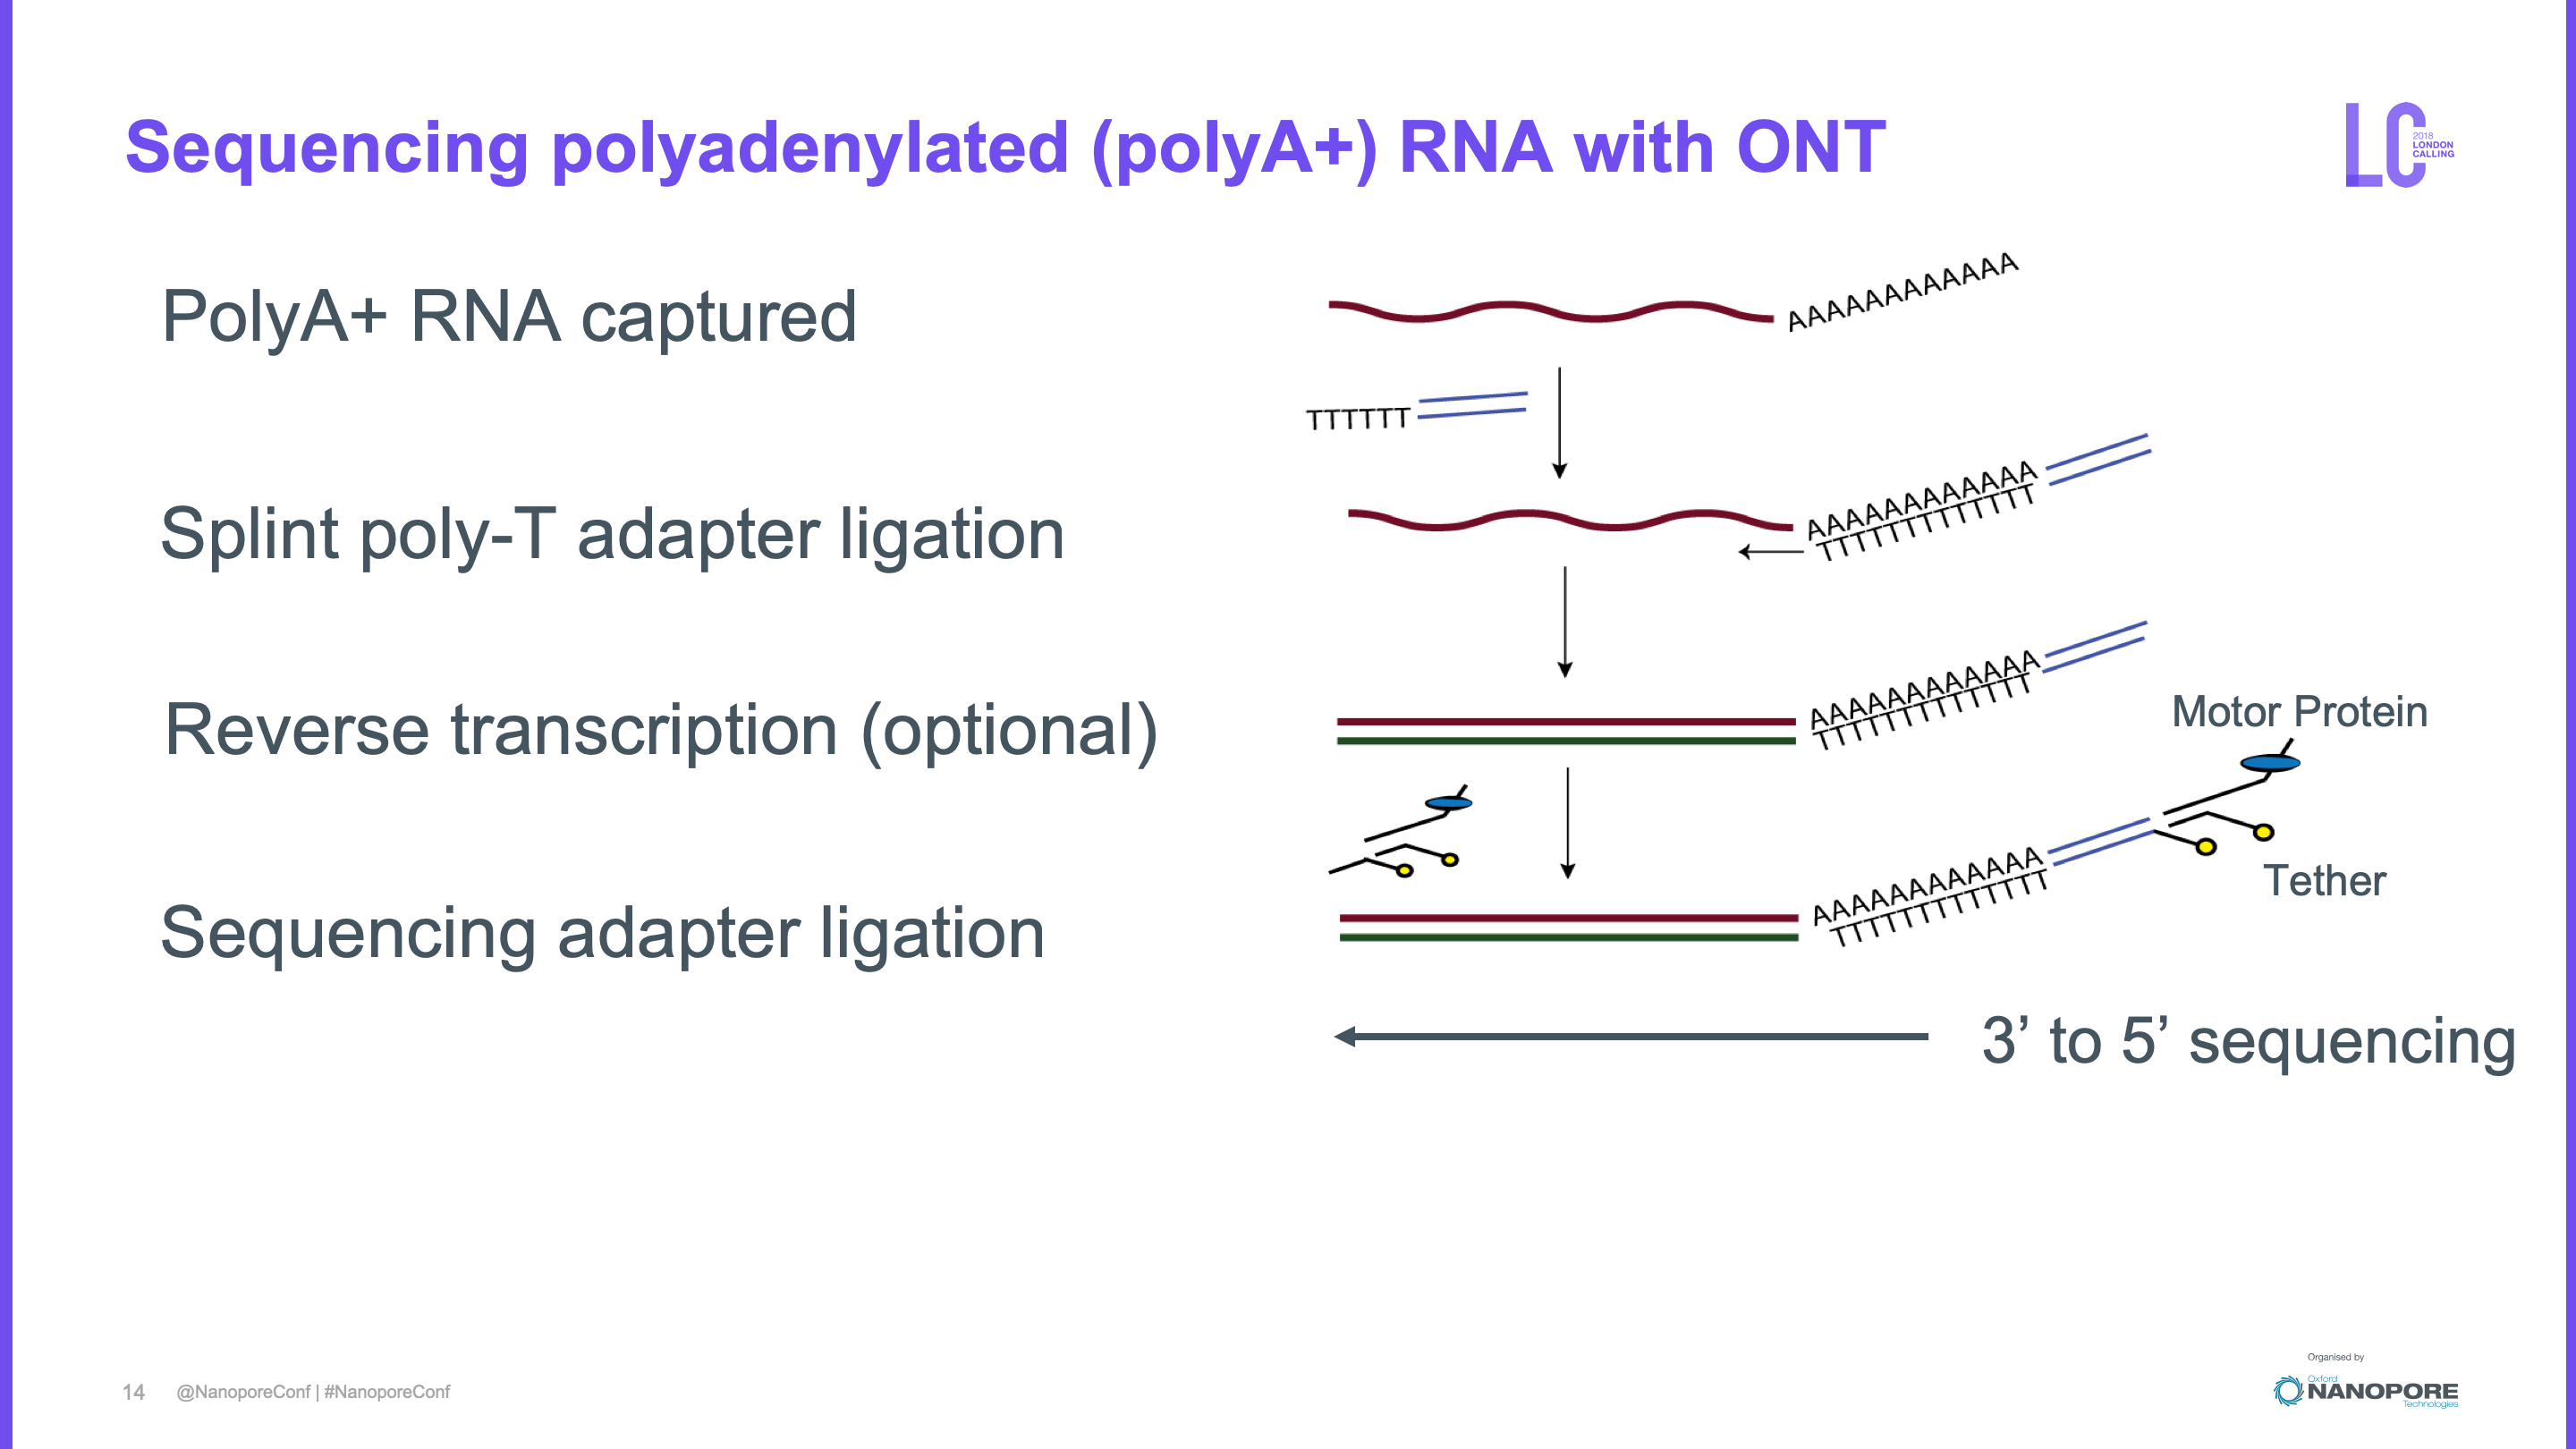 Sequencing polyadenylated (polyA+) RNA with ONT
LC
2018
LONDON
CALLING
PolyA+ RNA captured
AAAAAAAAAAAA
TTTTTT
Splint poly-T adapter ligation
AAAAAAAAAAAA
TTTTTTTTTTTT
Reverse transcription (optional)
AAAAAAAAAAAA
TTTTTTTTTTTT
Motor Protein
Tether
Sequencing adapter ligation
AAAAAAAAAAAA
TTTTTTTTTTTT
3’ to 5’ sequencing
14
@NanoporeConf | #NanoporeConf
Organised by
Oxford
NANOPORE
Technologies